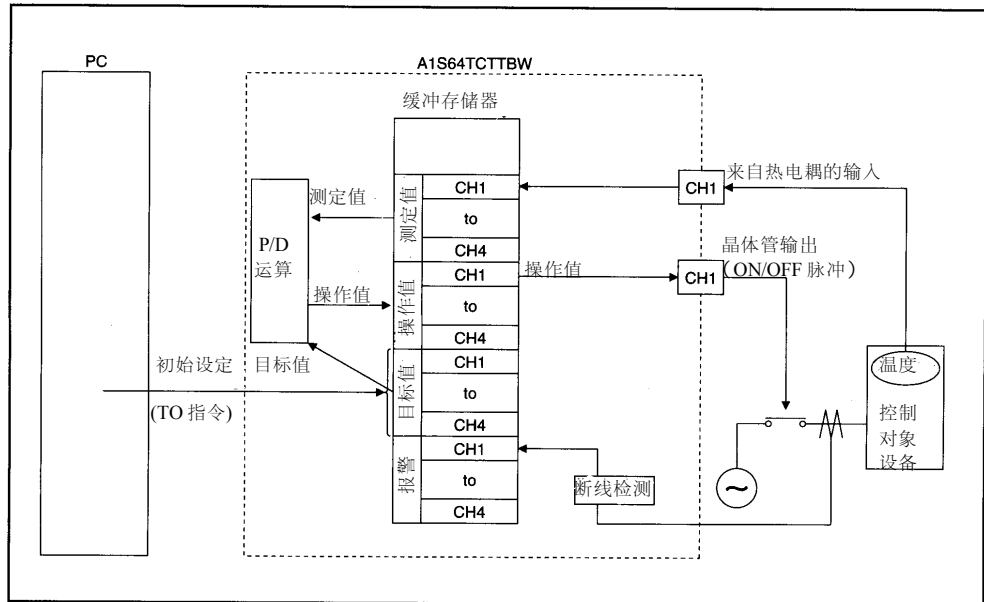 PC
A1S64TCTTBW
缓冲存储器
测定值
CH1
to
CH4
操作值
CH1
to
CH4
目标值
CH1
to
CH4
报警
CH1
to
CH4
P/D
运算
测定值
操作值
目标值
初始设定
(TO 指令)
操作值
CH1
来自热电耦的输入
CH1
晶体管输出
（ON/OFF 脉冲）
断线检测
温度
控制
对象
设备